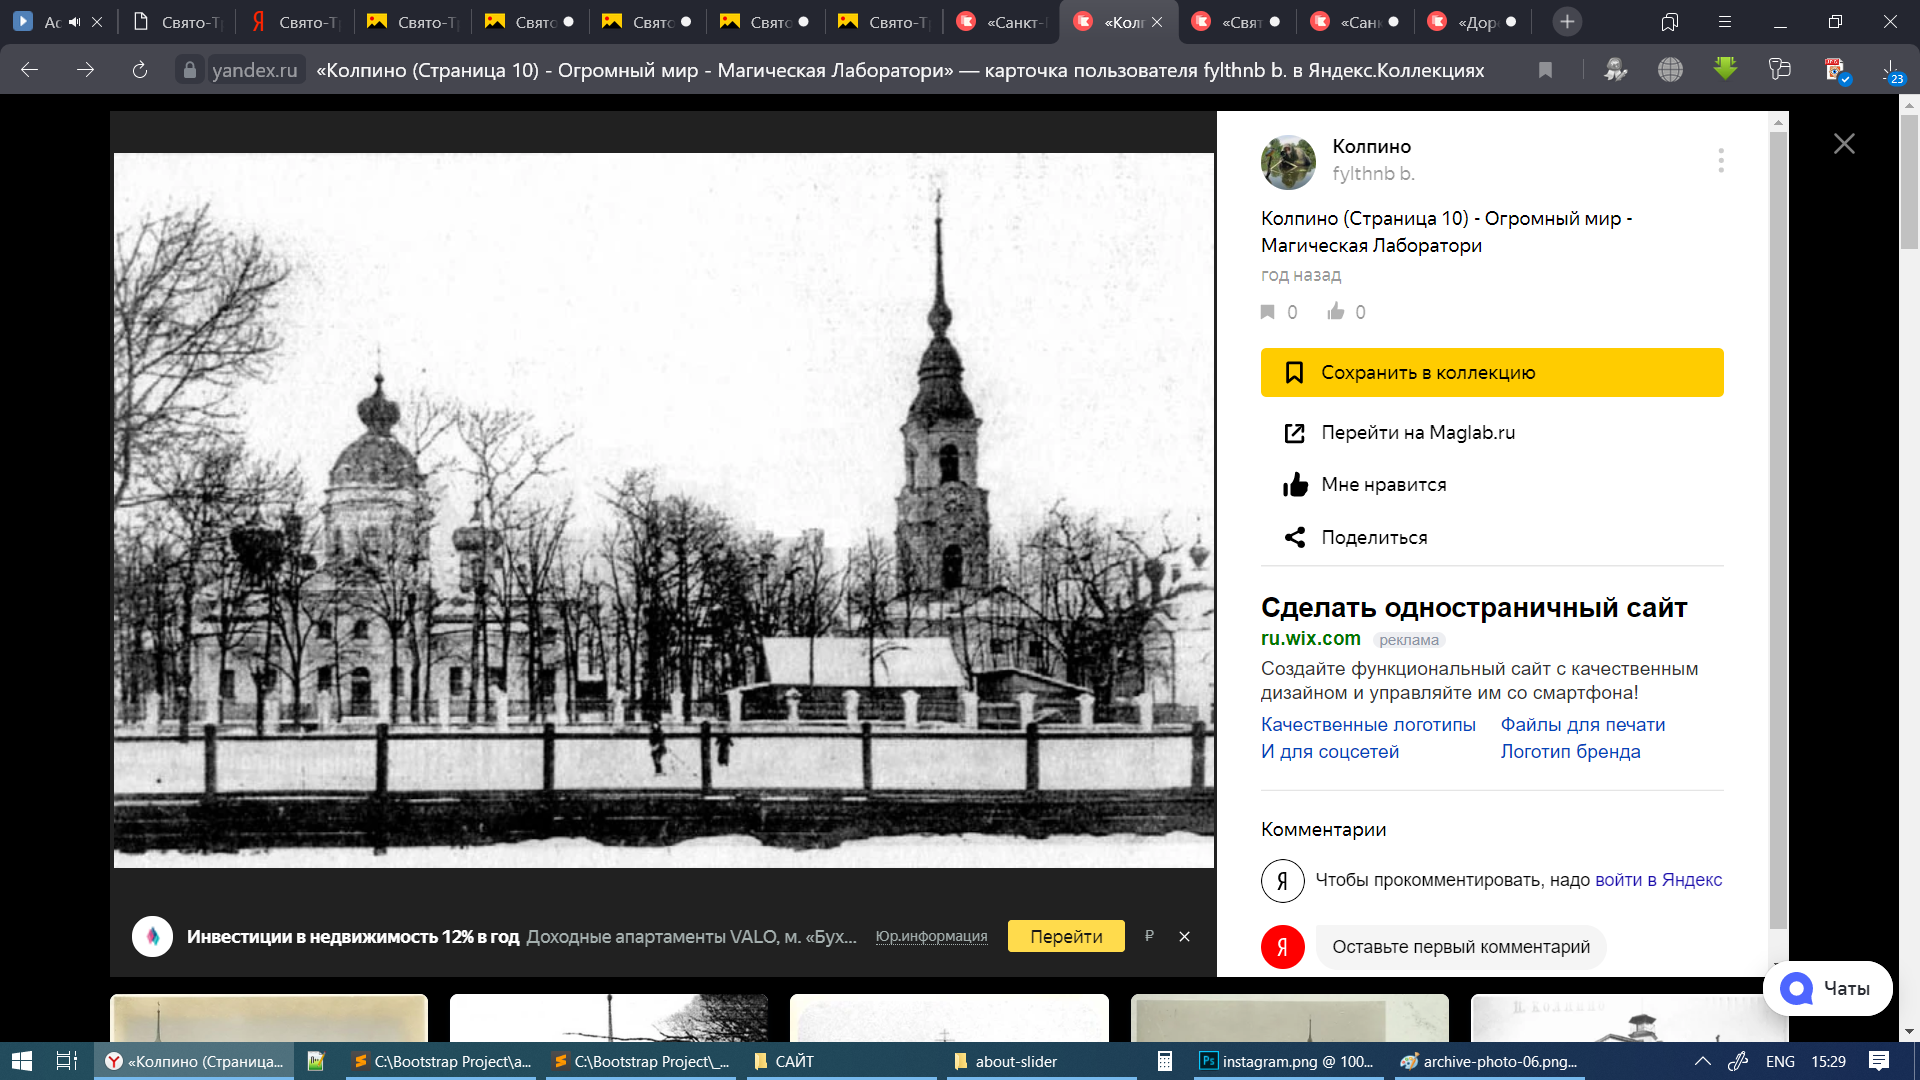 Ас
Свято-Т
Свято-Т
Свято-Т
Свято
Свято
Свято
Свято-Т
«Санкт-
«Колп
«Свят
«Санк
«Доре
yandex.ru
«Колпино (Страница 10) - Огромный мир - Магическая Лаборатори» — карточка пользователя fylthnb b. в Яндекс.Коллекциях
23
Колпино
fylthnb b.
Колпино (Страница 10) - Огромный мир -
Магическая Лаборатори
год назад
0 0
Сохранить в коллекцию
Перейти на Maglab.ru
Мне нравится
Поделиться
Сделать одностраничный сайт
ru.wix.com реклама
Создайте функциональный сайт с качественным
дизайном и управляйте им со смартфона!
Качественные логотипы Файлы для печати
И для соцсетей Логотип бренда
Комментарии
Я Чтобы прокомментировать, надо войти в Яндекс
Я Оставьте первый комментарий
Инвестиции в недвижимость 12% в год Доходные апартаменты VALO, м. «Бух... Юр.информация Перейти ₽
Чаты
П. КОЛПИНО
«Колпино (Страница...
C:\Bootstrap Project\a...
C:\Bootstrap Project\_...
САЙТ
about-slider
instagram.png @ 100...
archive-photo-06.png...
ENG
15:29